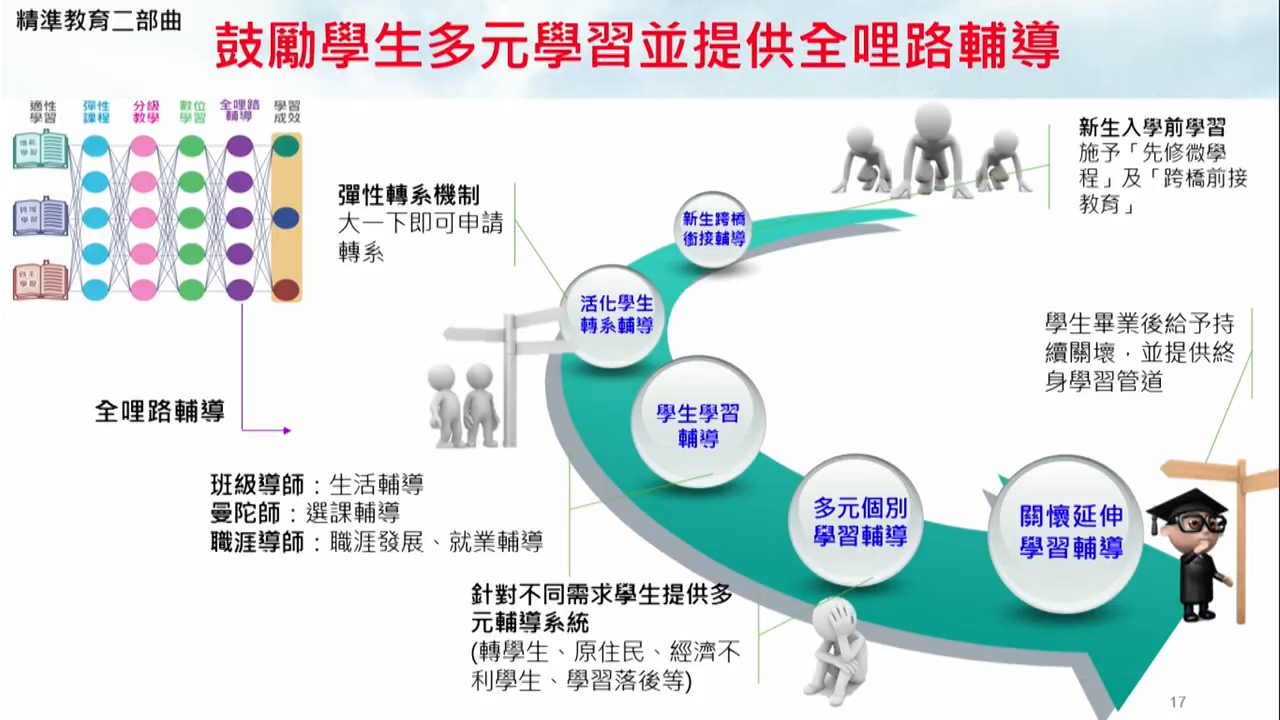 精準教育二部曲
鼓勵學生多元學習並提供全哩路輔導
適性
學習
彈性
課程
分級
教學
數位
學習
全哩路
輔導
學習
成效
學習
學習
自主
學習
新生入學前學習
施予「先修微學
程」及「跨橋前接
教育」
彈性轉系機制
大一下即可申請
轉系
新生跨橋
銜接輔導
活化學生
轉系輔導
學生畢業後給予持
續關壞，並提供終
身學習管道
全哩路輔導
學生學習
輔導
班級導師：生活輔導
曼陀師：選課輔導
職涯導師：職涯發展、就業輔導
多元個別
學習輔導
關懷延伸
學習輔導
針對不同需求學生提供多
元輔導系統
(轉學生、原住民、經濟不
利學生、學習落後等)
17